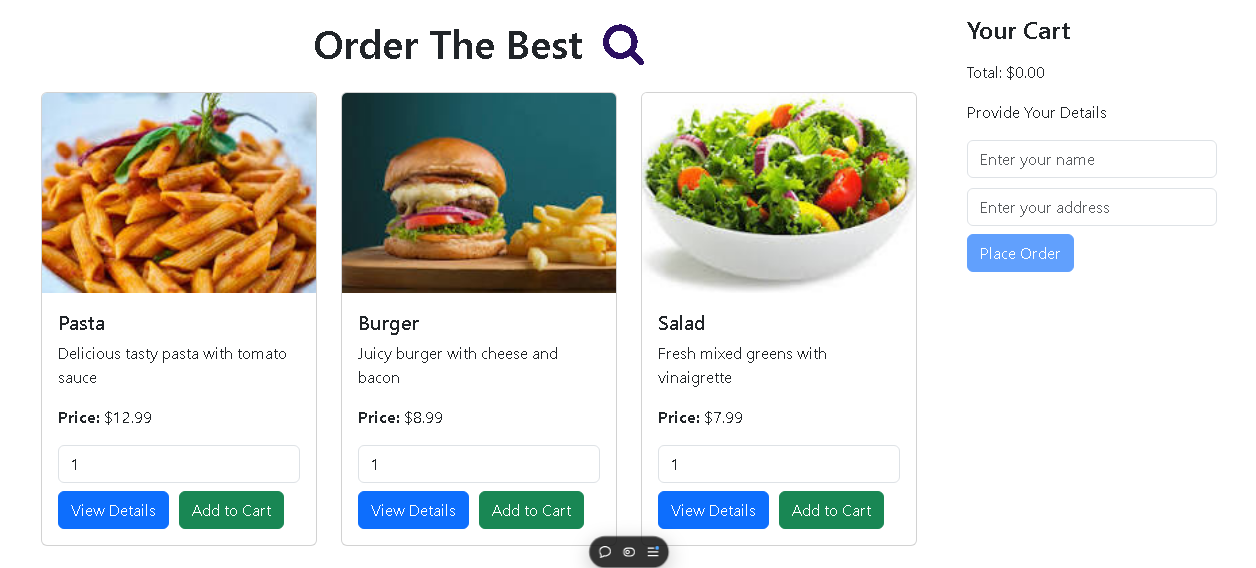 Order The Best
Your Cart
Total: $0.00
Provide Your Details
Enter your name
Enter your address
Place Order
Pasta
Delicious tasty pasta with tomato
sauce
Price: $12.99
1
View Details
Add to Cart
Burger
Juicy burger with cheese and
bacon
Price: $8.99
1
View Details
Add to Cart
Salad
Fresh mixed greens with
vinaigrette
Price: $7.99
1
View Details
Add to Cart